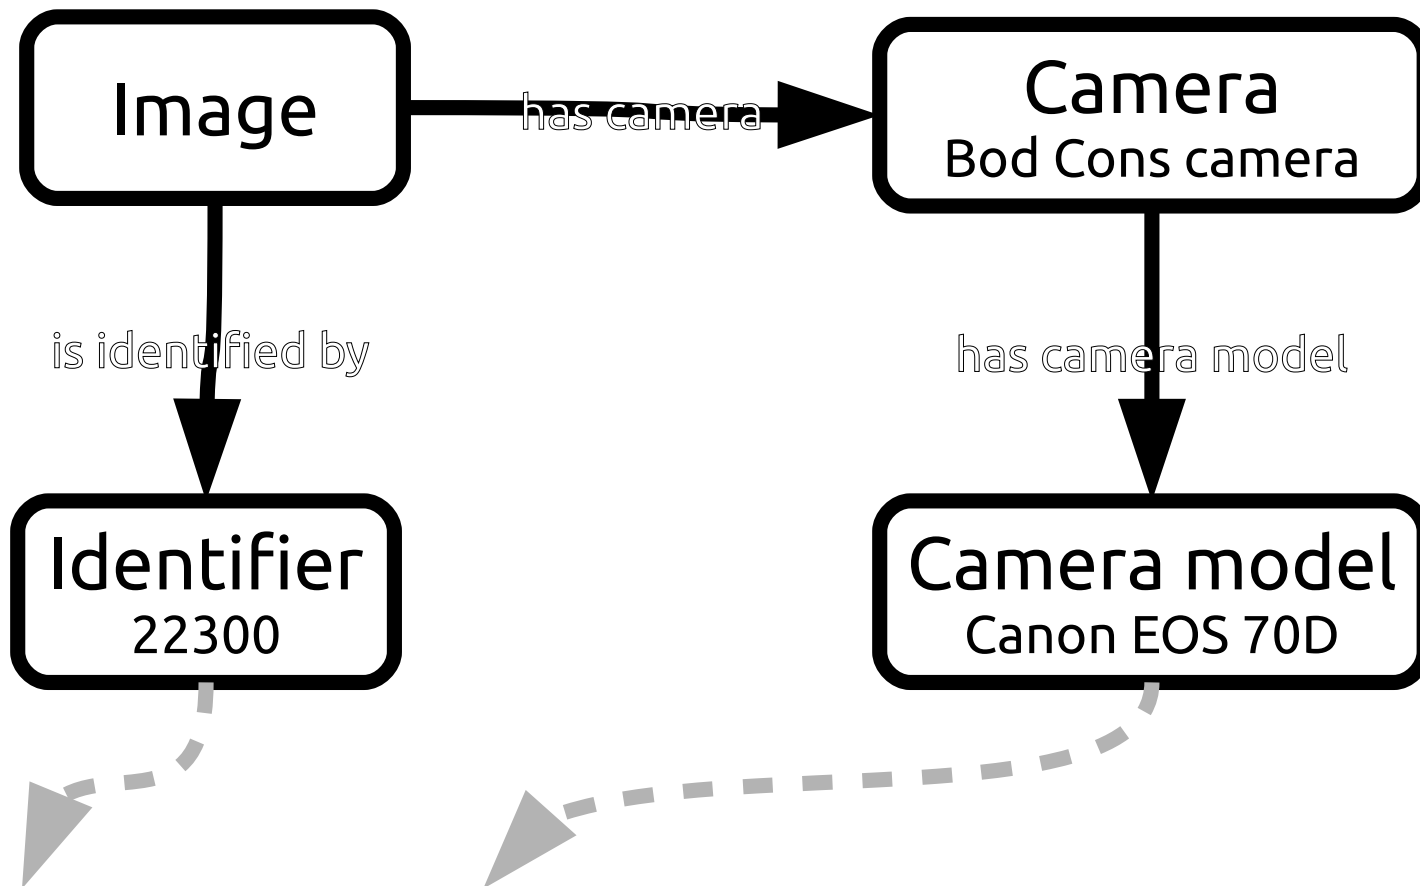 Image
has camera
Camera
Bod Cons camera
is identified by
has camera model
Identifier
22300
Camera model
Canon EOS 70D